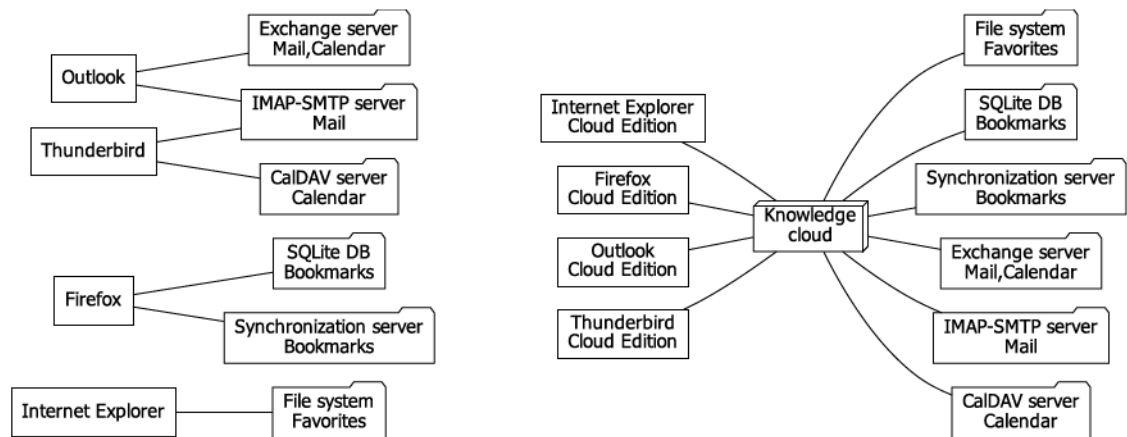 Exchange server
Mail,Calendar
Outlook
IMAP-SMTP server
Mail
Thunderbird
CalDAV server
Calendar
SQLite DB
Bookmarks
Firefox
Synchronization server
Bookmarks
Internet Explorer
File system
Favorites
File system
Favorites
Internet Explorer
Cloud Edition
SQLite DB
Bookmarks
Firefox
Cloud Edition
Synchronization server
Bookmarks
Knowledge
cloud
Outlook
Cloud Edition
Exchange server
Mail,Calendar
Thunderbird
Cloud Edition
IMAP-SMTP server
Mail
CalDAV server
Calendar